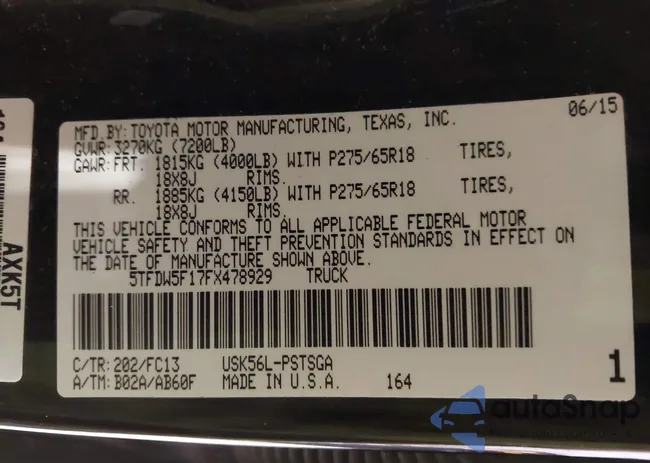 06/15
MFD.BY: TOYOTA MOTOR MANUFACTURING, TEXAS, INC.
GVWR: 3270KG (7200LB)
GAWR: FRT. 1815KG (4000LB) WITH P275/65R18 TIRES,
18X8J RIMS.
RR. 1885KG (4150LB) WITH P275/65R18 TIRES,
18X8J RIMS.
THIS VEHICLE CONFORMS TO ALL APPLICABLE FEDERAL MOTOR
VEHICLE SAFETY AND THEFT PREVENTION STANDARDS IN EFFECT ON
THE DATE OF MANUFACTURE SHOWN ABOVE.
5TFDW5F17FX478929 TRUCK
C/TR: 202/FC13 USK56L-PSTSGA
A/TM: B02A/AB60F MADE IN U.S.A. 164 1
AXK5T
autoSnap